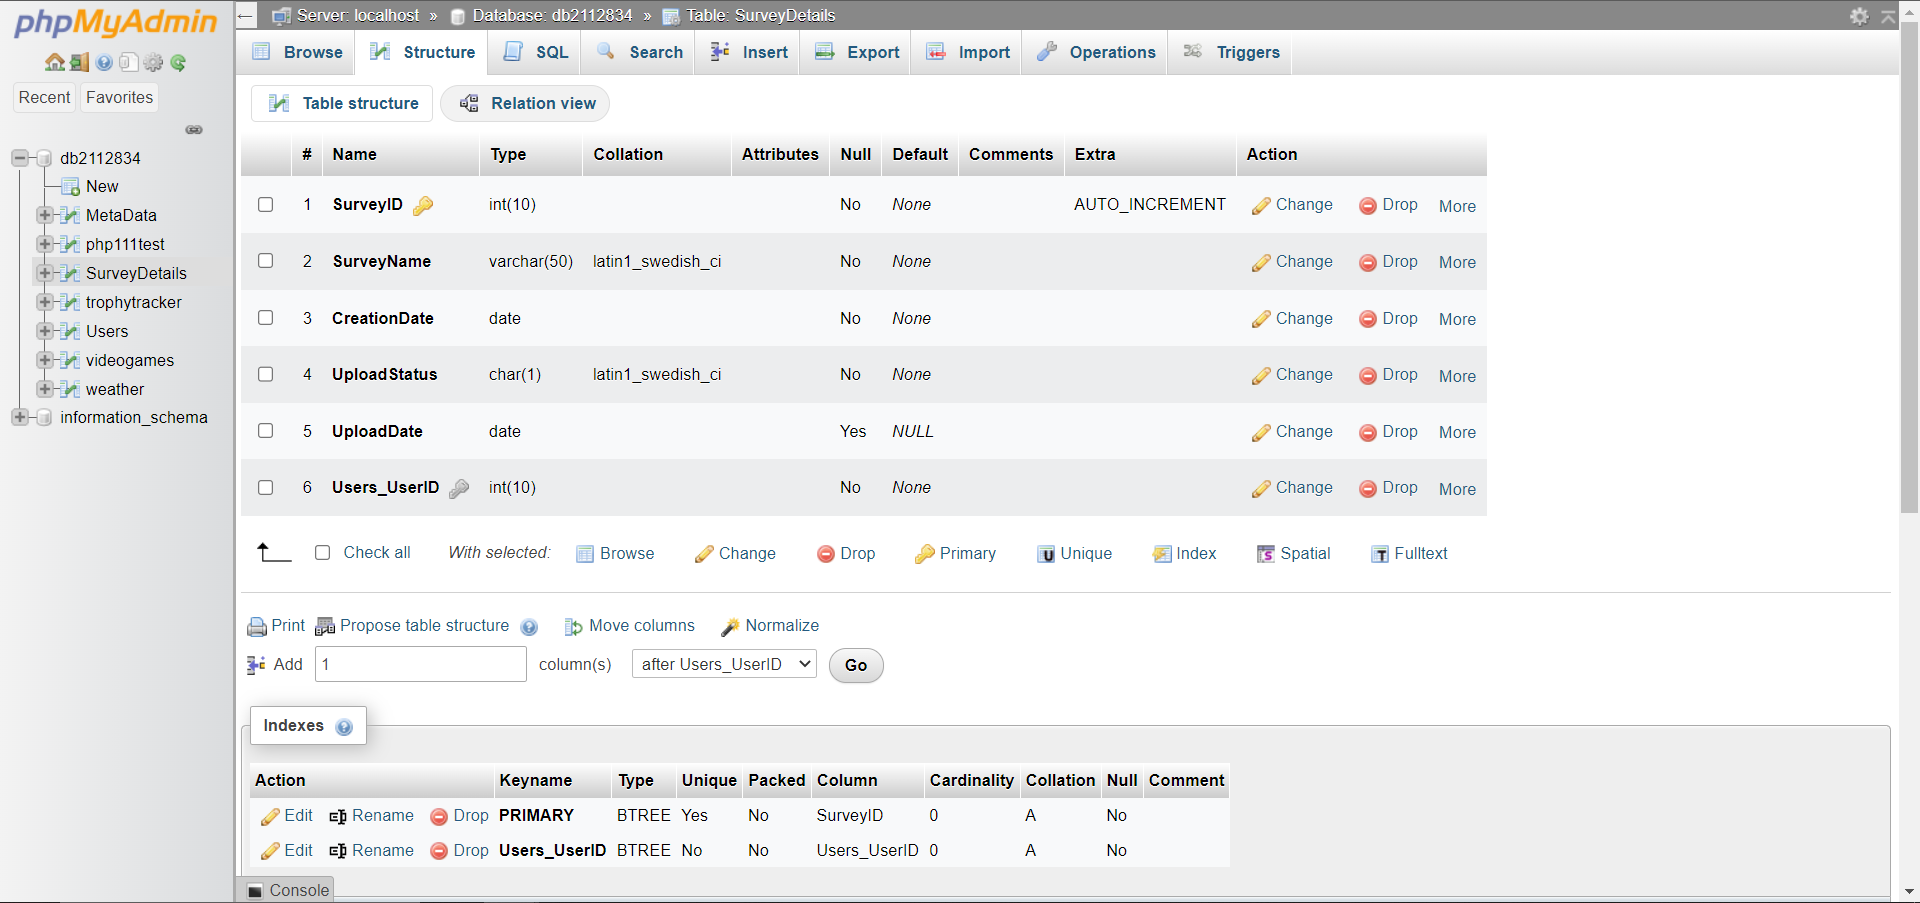 phpMyAdmin
Recent Favorites
db2112834
New
MetaData
php111test
SurveyDetails
trophytracker
Users
videogames
weather
information_schema
Server: localhost » Database: db2112834 » Table: SurveyDetails
Browse Structure SQL Search Insert Export Import Operations Triggers
Table structure Relation view
# Name Type Collation Attributes Null Default Comments Extra Action
1 SurveyID int(10) No None AUTO_INCREMENT Change Drop More
2 SurveyName varchar(50) latin1_swedish_ci No None Change Drop More
3 CreationDate date No None Change Drop More
4 UploadStatus char(1) latin1_swedish_ci No None Change Drop More
5 UploadDate date Yes NULL Change Drop More
6 Users_UserID int(10) No None Change Drop More
Check all With selected: Browse Change Drop Primary Unique Index Spatial Fulltext
Print Propose table structure Move columns Normalize
Add 1 column(s) after Users_UserID Go
Indexes
Action Keyname Type Unique Packed Column Cardinality Collation Null Comment
Edit Rename Drop PRIMARY BTREE Yes No SurveyID 0 A No
Edit Rename Drop Users_UserID BTREE No No Users_UserID 0 A No
Console